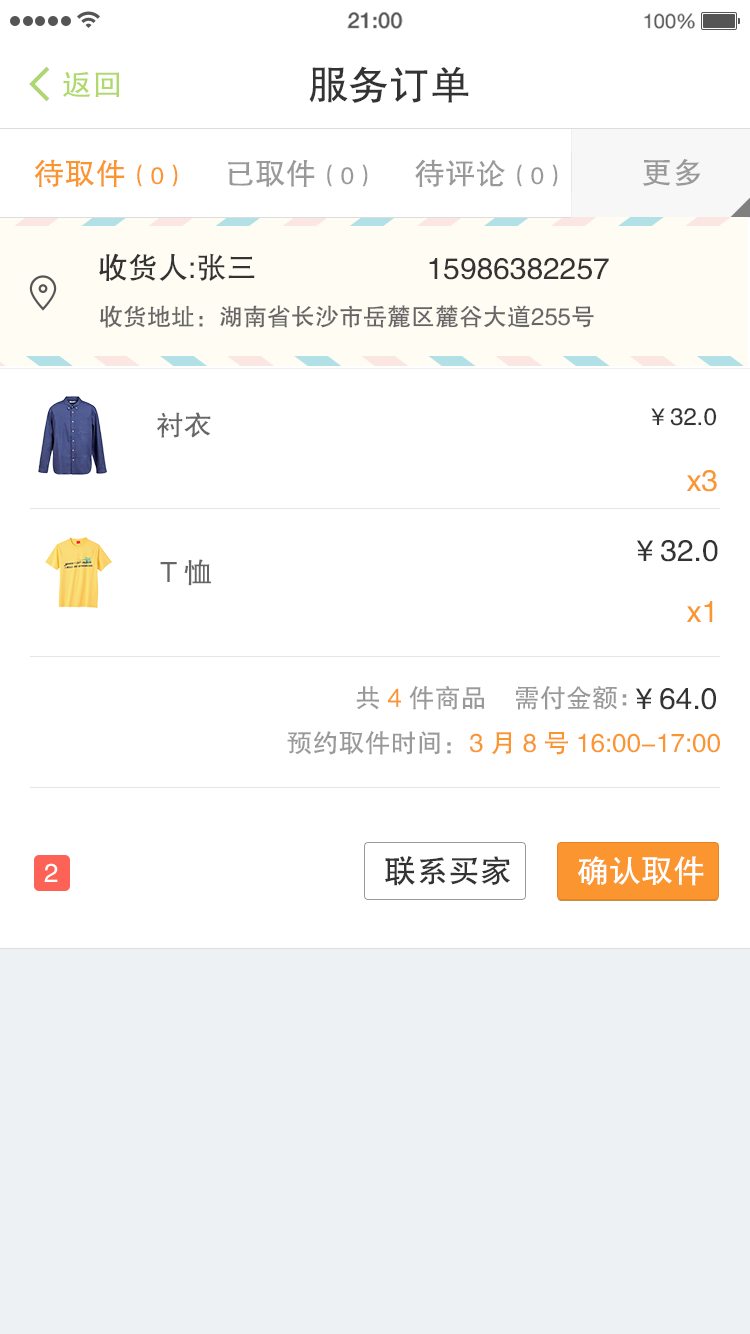 21:00
100%
返回
服务订单
待取件(0)
已取件(0)
待评论(0)
更多
收货人:张三
15986382257
收货地址：湖南省长沙市岳麓区麓谷大道255号
衬衣
¥32.0
x3
T恤
¥32.0
x1
共 4 件商品 需付金额:¥64.0
预约取件时间：3 月 8 号 16:00–17:00
2
联系买家
确认取件